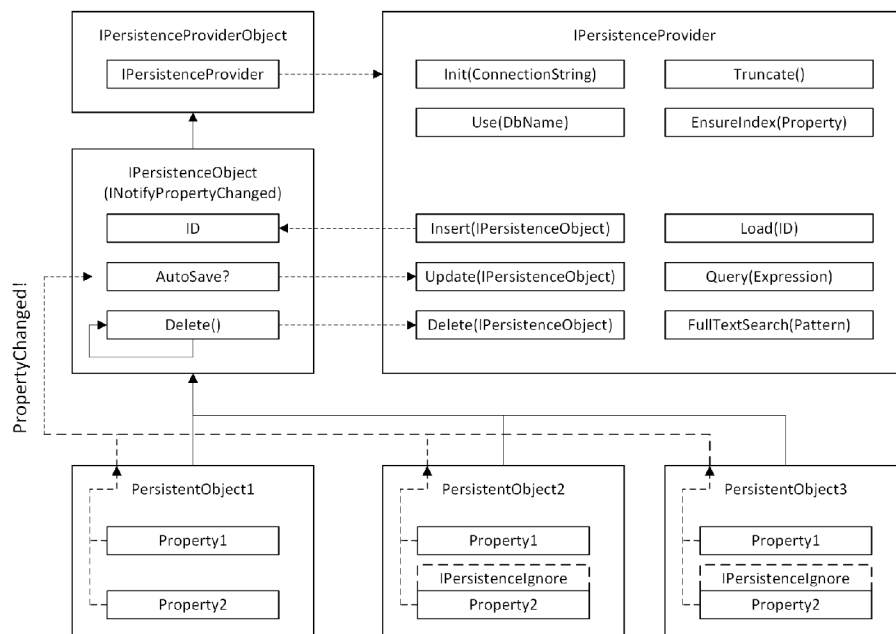 IPersistenceProviderObject
IPersistenceProvider
IPersistenceProvider
Init(ConnectionString)
Truncate()
Use(DbName)
EnsureIndex(Property)
IPersistenceObject
(INotifyPropertyChanged)
ID
Insert(IPersistenceObject)
Load(ID)
AutoSave?
Update(IPersistenceObject)
Query(Expression)
Delete()
Delete(IPersistenceObject)
FullTextSearch(Pattern)
PropertyChanged!
PersistentObject1
Property1
Property2
PersistentObject2
Property1
IPersistenceIgnore
Property2
PersistentObject3
Property1
IPersistenceIgnore
Property2